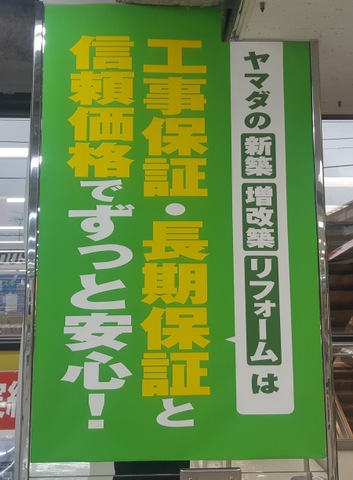 ヤマダの新築 増改築 リフォームは
工事保証・長期保証と
信頼価格でずっと安心!